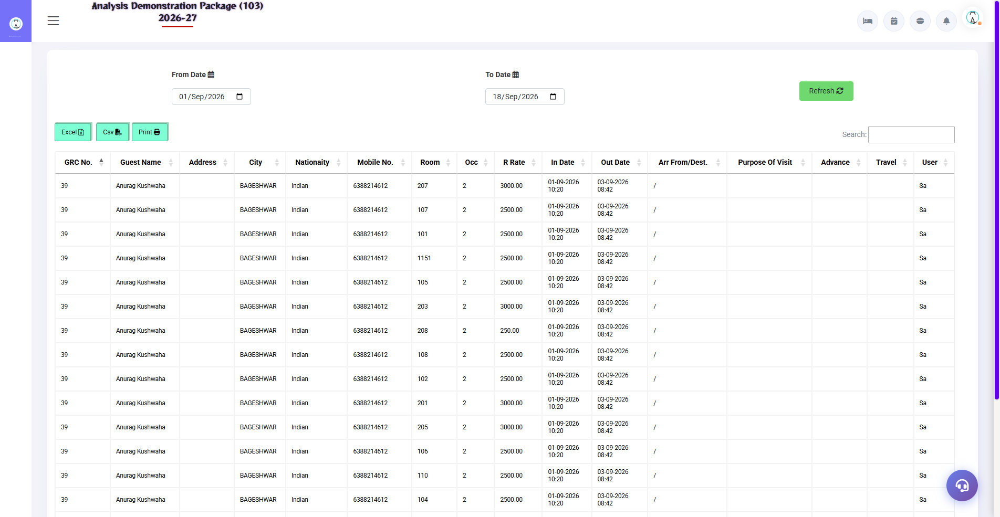 Analysis Demonstration Package (103)
2026-27
From Date
To Date
01/Sep/2026
18/Sep/2026
Refresh
Excel Csv Print
Search:
GRC No. Guest Name Address City Nationaity Mobile No. Room Occ R Rate In Date Out Date Arr From/Dest. Purpose Of Visit Advance Travel User
39 Anurag Kushwaha BAGESHWAR Indian 6388214612 207 2 3000.00 01-09-2026 10:20 03-09-2026 08:42 / Sa
39 Anurag Kushwaha BAGESHWAR Indian 6388214612 107 2 2500.00 01-09-2026 10:20 03-09-2026 08:42 / Sa
39 Anurag Kushwaha BAGESHWAR Indian 6388214612 101 2 2500.00 01-09-2026 10:20 03-09-2026 08:42 / Sa
39 Anurag Kushwaha BAGESHWAR Indian 6388214612 1151 2 2500.00 01-09-2026 10:20 03-09-2026 08:42 / Sa
39 Anurag Kushwaha BAGESHWAR Indian 6388214612 105 2 2500.00 01-09-2026 10:20 03-09-2026 08:42 / Sa
39 Anurag Kushwaha BAGESHWAR Indian 6388214612 203 2 3000.00 01-09-2026 10:20 03-09-2026 08:42 / Sa
39 Anurag Kushwaha BAGESHWAR Indian 6388214612 208 2 250.00 01-09-2026 10:20 03-09-2026 08:42 / Sa
39 Anurag Kushwaha BAGESHWAR Indian 6388214612 108 2 2500.00 01-09-2026 10:20 03-09-2026 08:42 / Sa
39 Anurag Kushwaha BAGESHWAR Indian 6388214612 102 2 2500.00 01-09-2026 10:20 03-09-2026 08:42 / Sa
39 Anurag Kushwaha BAGESHWAR Indian 6388214612 201 2 3000.00 01-09-2026 10:20 03-09-2026 08:42 / Sa
39 Anurag Kushwaha BAGESHWAR Indian 6388214612 205 2 3000.00 01-09-2026 10:20 03-09-2026 08:42 / Sa
39 Anurag Kushwaha BAGESHWAR Indian 6388214612 106 2 2500.00 01-09-2026 10:20 03-09-2026 08:42 / Sa
39 Anurag Kushwaha BAGESHWAR Indian 6388214612 110 2 2500.00 01-09-2026 10:20 03-09-2026 08:42 / Sa
39 Anurag Kushwaha BAGESHWAR Indian 6388214612 104 2 2500.00 01-09-2026 10:20 03-09-2026 08:42 / Sa